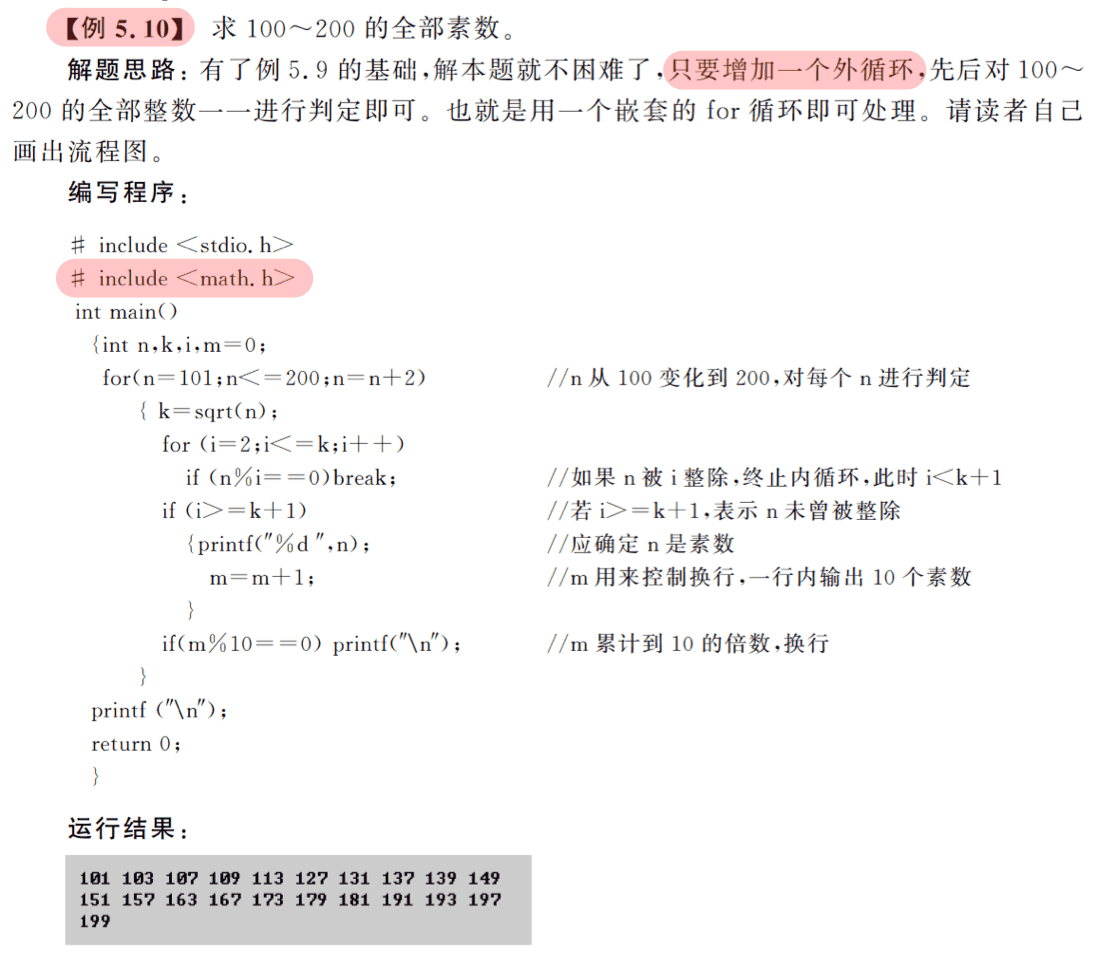 【例 5.10】 求 100～200 的全部素数。
解题思路：有了例 5.9 的基础,解本题就不困难了,只要增加一个外循环,先后对 100～
200 的全部整数一一进行判定即可。也就是用一个嵌套的 for 循环即可处理。请读者自己
画出流程图。
编写程序：
# include <stdio.h>
# include <math.h>
int main()
{int n,k,i,m=0;
for(n=101;n<=200;n=n+2) //n 从 100 变化到 200,对每个 n 进行判定
{ k=sqrt(n);
for (i=2;i<=k;i++)
if (n%i==0)break; //如果 n 被 i 整除,终止内循环,此时 i<k+1
if (i>=k+1) //若 i>=k+1,表示 n 未曾被整除
{printf("%d ",n); //应确定 n 是素数
m=m+1; //m 用来控制换行,一行内输出 10 个素数
}
if(m%10==0) printf("\n"); //m 累计到 10 的倍数,换行
}
printf ("\n");
return 0;
}
运行结果：
101 103 107 109 113 127 131 137 139 149
151 157 163 167 173 179 181 191 193 197
199